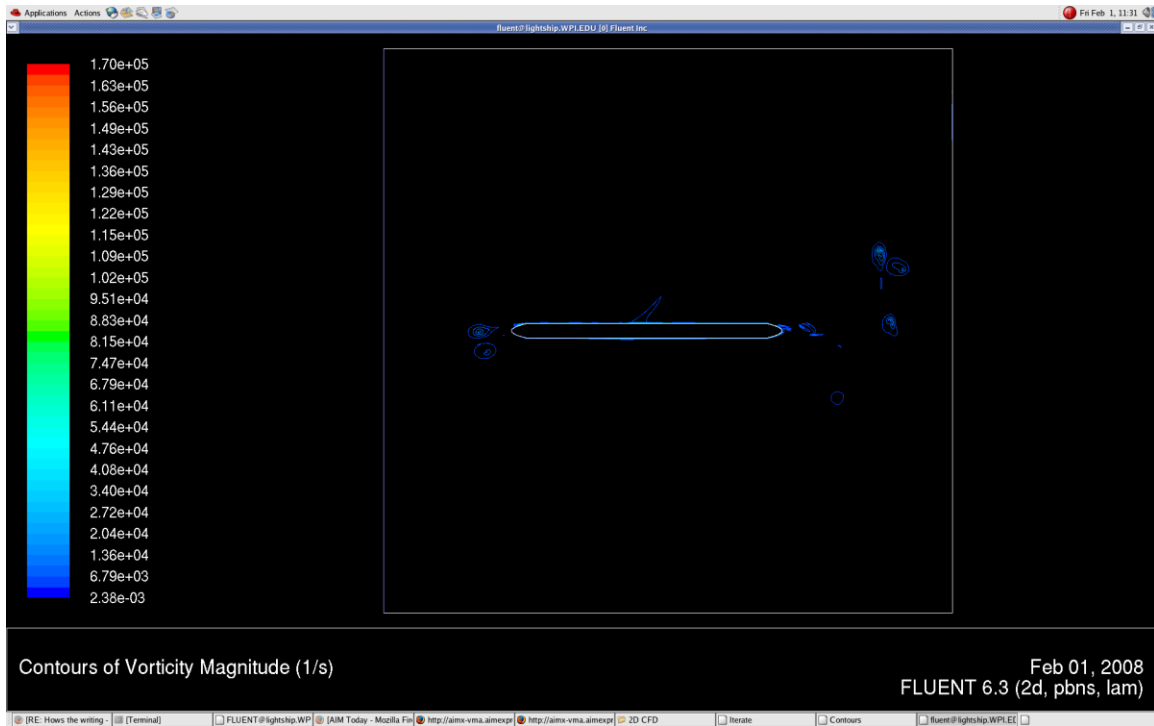 Applications Actions
Fri Feb 1, 11:31
fluent@lightship.WPI.EDU [0] Fluent Inc
1.70e+05
1.63e+05
1.56e+05
1.49e+05
1.43e+05
1.36e+05
1.29e+05
1.22e+05
1.15e+05
1.09e+05
1.02e+05
9.51e+04
8.83e+04
8.15e+04
7.47e+04
6.79e+04
6.11e+04
5.44e+04
4.76e+04
4.08e+04
3.40e+04
2.72e+04
2.04e+04
1.36e+04
6.79e+03
2.38e-03
Contours of Vorticity Magnitude (1/s)
Feb 01, 2008
FLUENT 6.3 (2d, pbns, lam)
[RE: Hows the writing - [Terminal] FLUENT@lightship.WP [AIM Today - Mozilla Fir http://aimx-vma.aimexpr http://aimx-vma.aimexpr 2D CFD Iterate Contours fluent@lightship.WPI.EI